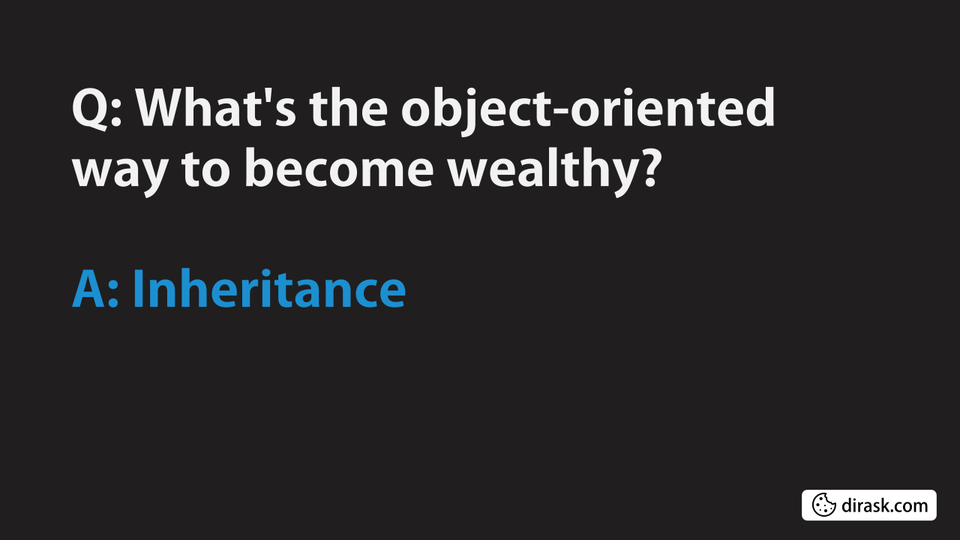 Q: What's the object-oriented
way to become wealthy?
A: Inheritance
dirask.com